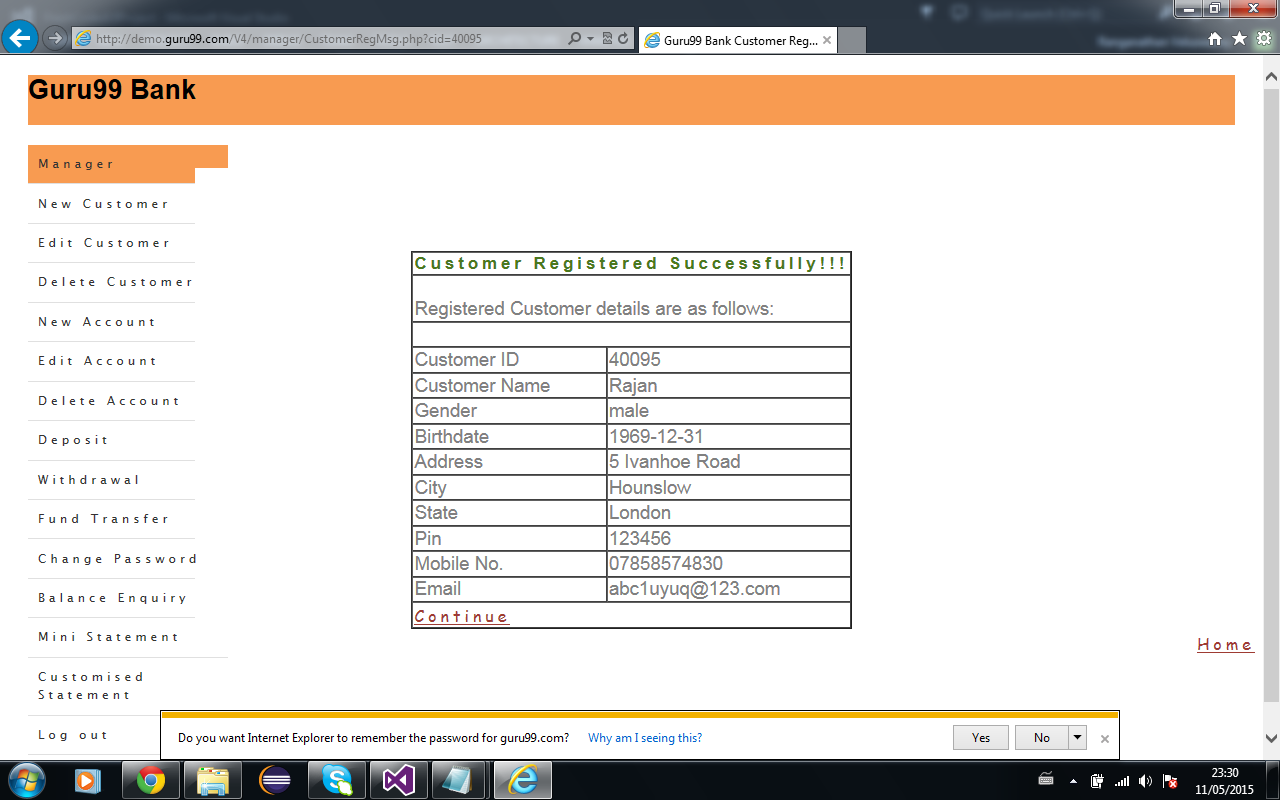 http://demo.guru99.com/V4/manager/CustomerRegMsg.php?cid=40095
Guru99 Bank Customer Reg...
Guru99 Bank
Manager
New Customer
Edit Customer
Delete Customer
New Account
Edit Account
Delete Account
Deposit
Withdrawal
Fund Transfer
Change Password
Balance Enquiry
Mini Statement
Customised
Statement
Log out
Customer Registered Successfully!!!
Registered Customer details are as follows:
Customer ID 40095
Customer Name Rajan
Gender male
Birthdate 1969-12-31
Address 5 Ivanhoe Road
City Hounslow
State London
Pin 123456
Mobile No. 07858574830
Email abc1uyuq@123.com
Continue
Home
Do you want Internet Explorer to remember the password for guru99.com? Why am I seeing this? Yes No
23:30
11/05/2015